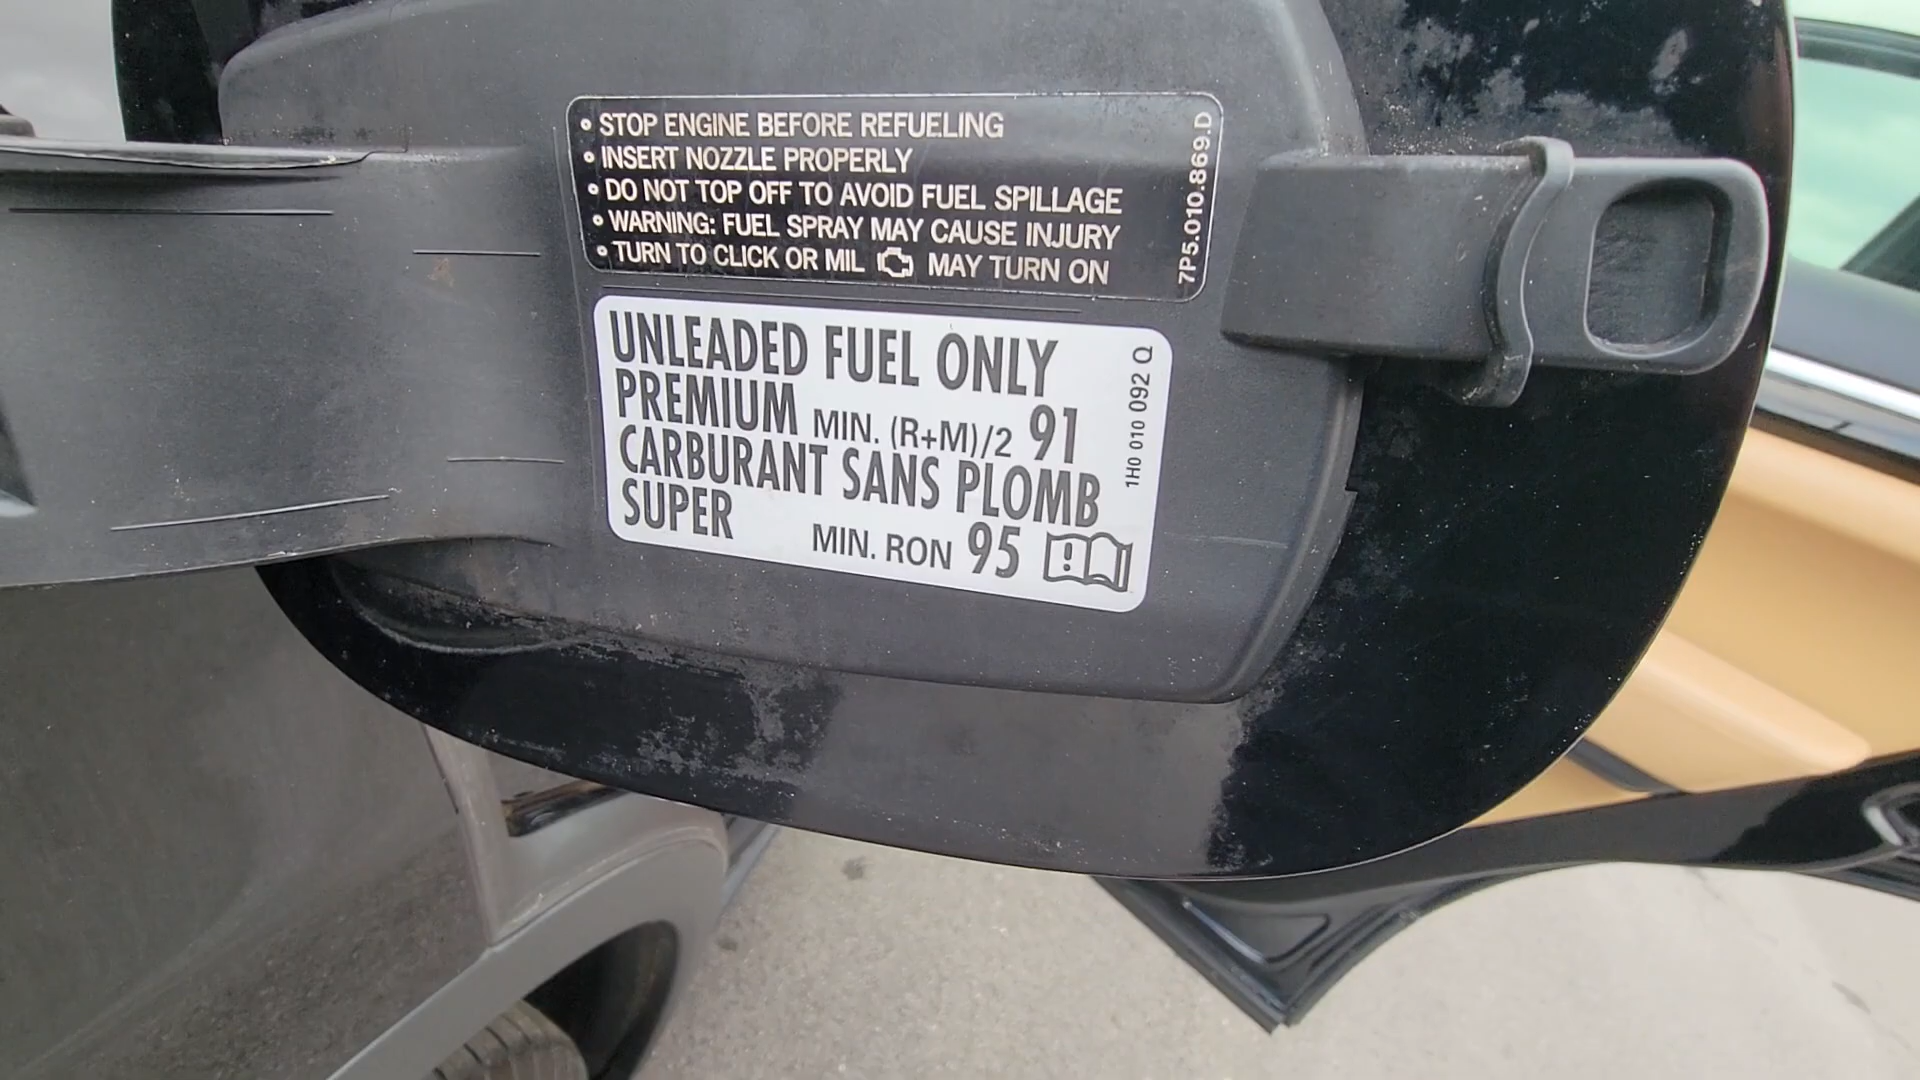 • STOP ENGINE BEFORE REFUELING
• INSERT NOZZLE PROPERLY
• DO NOT TOP OFF TO AVOID FUEL SPILLAGE
• WARNING: FUEL SPRAY MAY CAUSE INJURY
• TURN TO CLICK OR MIL MAY TURN ON
7P5.010.869.D
UNLEADED FUEL ONLY
PREMIUM MIN. (R+M)/2 91
CARBURANT SANS PLOMB
SUPER MIN. RON 95
1H0 010 092 Q